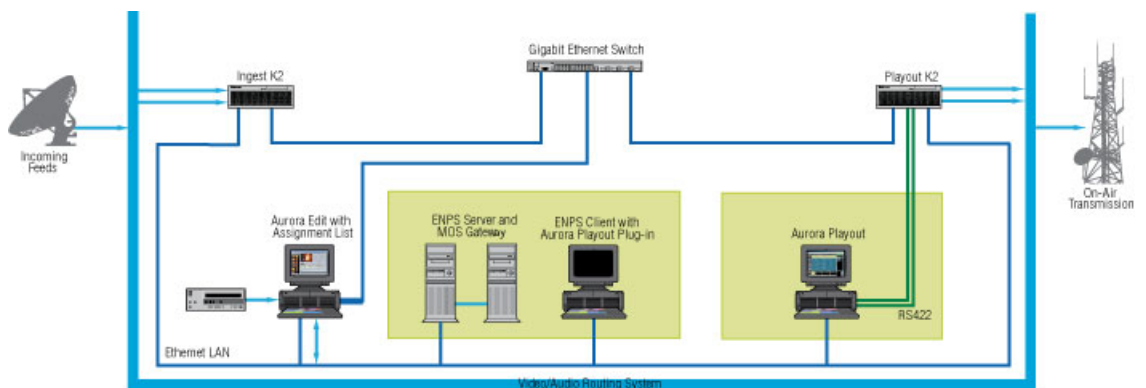 Gigabit Ethernet Switch
Ingest K2
Playout K2
Incoming
Feeds
On-Air
Transmission
Aurora Edit with
Assignment List
ENPS Server and
MOS Gateway
ENPS Client with
Aurora Playout Plug-in
Aurora Playout
RS422
Ethernet LAN
Video/Audio Routing System